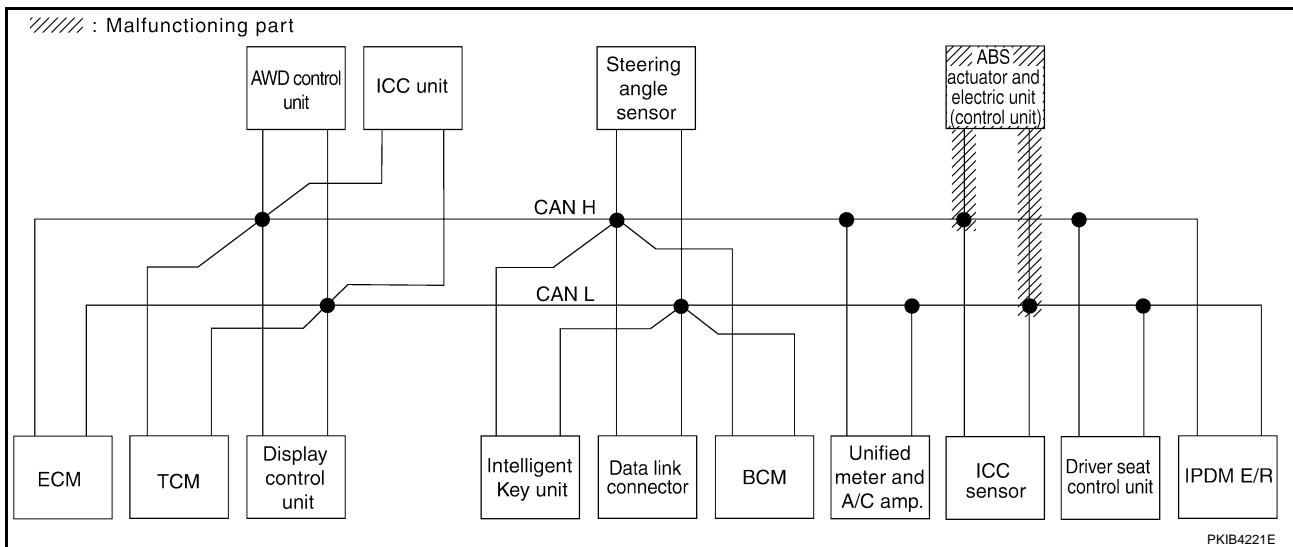 : Malfunctioning part
AWD control
unit
ICC unit
Steering
angle
sensor
ABS
actuator and
electric unit
(control unit)
CAN H
CAN L
ECM
TCM
Display
control
unit
Intelligent
Key unit
Data link
connector
BCM
Unified
meter and
A/C amp.
ICC
sensor
Driver seat
control unit
IPDM E/R
PKIB4221E